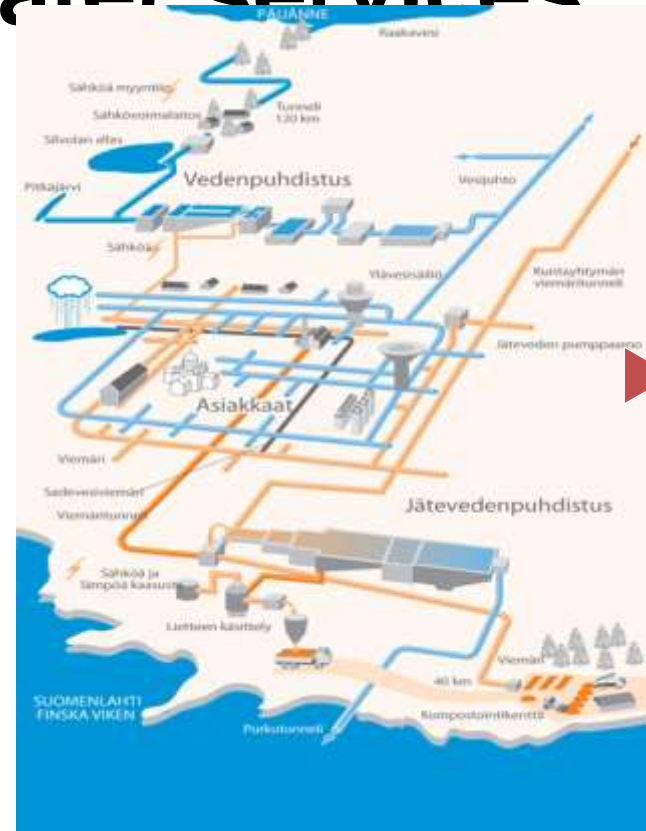 ater services
PÄIJÄNNE
Raakavesi
Sähköä myyntiin
Tunneli
120 km
Sähkövoimalaitos
Silvolan allas
Pitkäjärvi
Vedenpuhdistus
Vesijohto
Sähköä
Ylävesisäiliö
Kuntayhtymän
viemäritunneli
Jäteveden pumppaamo
Asiakkaat
Viemäri
Sadevesiviemäri
Viemäritunneli
Jätevedenpuhdistus
Sähköä ja
lämpöä kaasusta
Lietteen käsittely
Viemäri
40 km
SUOMENLAHTI
FINSKA VIKEN
Kompostointikenttä
Purkutunneli